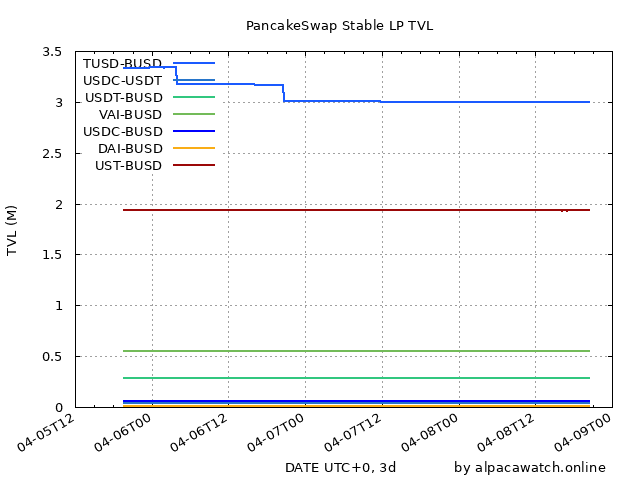 PancakeSwap Stable LP TVL
3.5
3
2.5
2
1.5
1
0.5
0
TVL (M)
TUSD-BUSD
USDC-USDT
USDT-BUSD
VAI-BUSD
USDC-BUSD
DAI-BUSD
UST-BUSD
04-05T12
04-06T00
04-06T12
04-07T00
04-07T12
04-08T00
04-08T12
04-09T00
DATE UTC+0, 3d
by alpacawatch.online